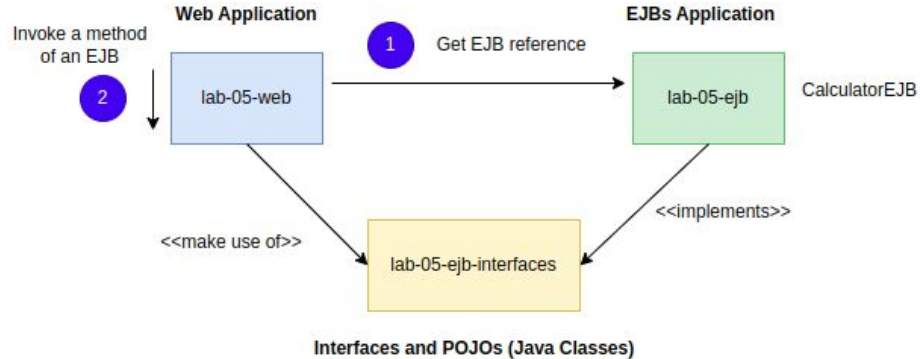 Web Application
EJBs Application
Invoke a method
of an EJB
1
Get EJB reference
2
lab-05-web
lab-05-ejb
CalculatorEJB
<<make use of>>
<<implements>>
lab-05-ejb-interfaces
Interfaces and POJOs (Java Classes)